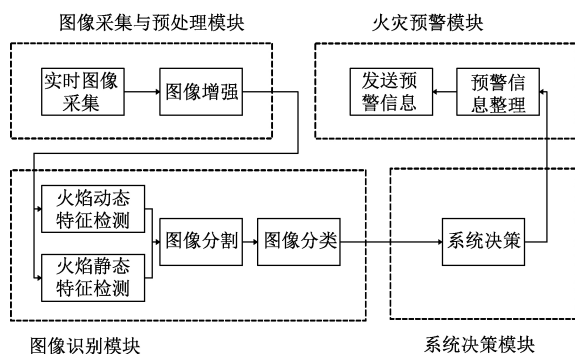 图像采集与预处理模块
火灾预警模块
实时图像
采集
图像增强
发送预
警信息
预警信
息整理
火焰动态
特征检测
火焰静态
特征检测
图像分割
图像分类
系统决策
图像识别模块
系统决策模块